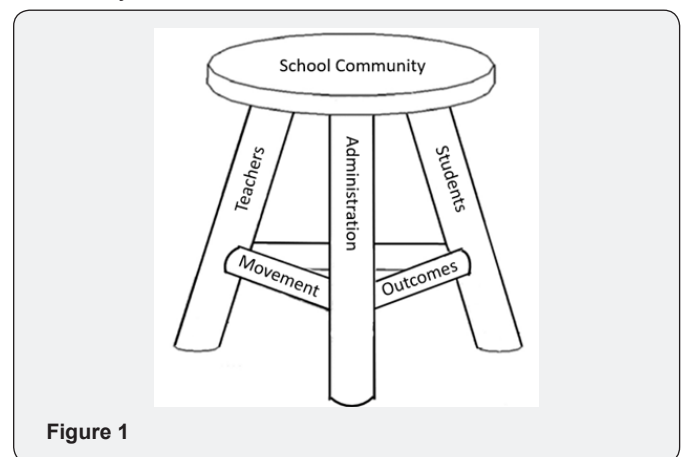 School Community
Teachers
Administration
Students
Movement
Outcomes
Figure 1